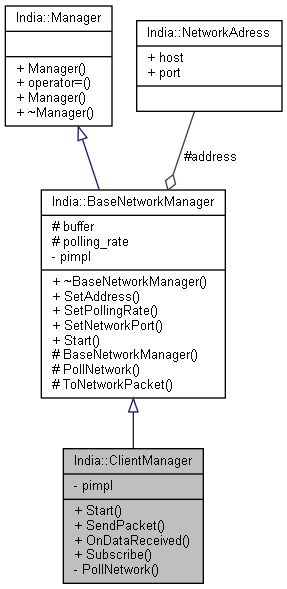 India::Manager
+ Manager()
+ operator=()
+ Manager()
+ ~Manager()
India::NetworkAdress
+ host
+ port
#address
India::BaseNetworkManager
# buffer
# polling_rate
- pimpl
+ ~BaseNetworkManager()
+ SetAddress()
+ SetPollingRate()
+ SetNetworkPort()
+ Start()
# BaseNetworkManager()
# PollNetwork()
# ToNetworkPacket()
India::ClientManager
- pimpl
+ Start()
+ SendPacket()
+ OnDataReceived()
+ Subscribe()
- PollNetwork()